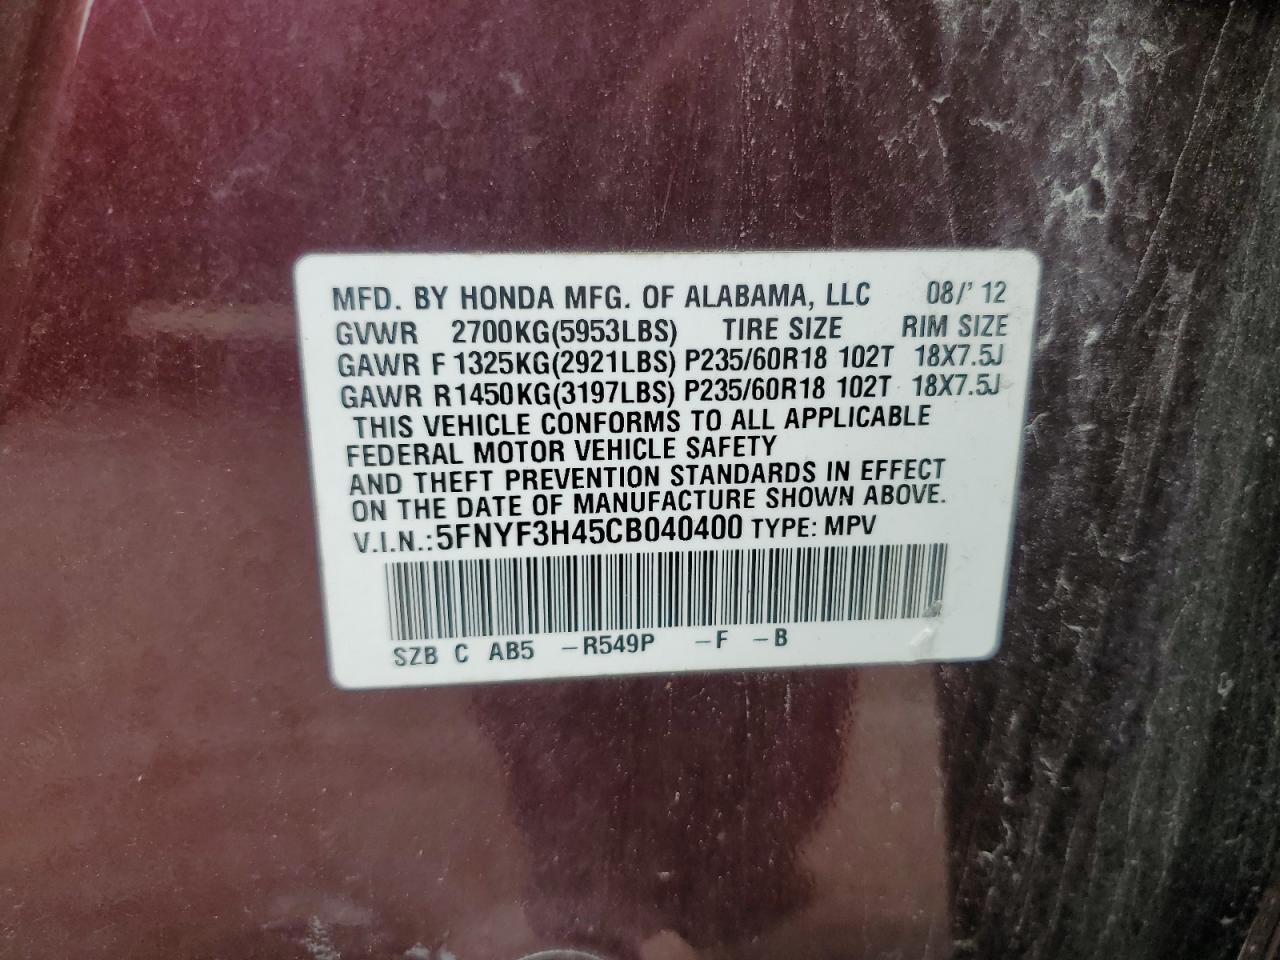 MFD. BY HONDA MFG. OF ALABAMA, LLC 08/' 12
GVWR 2700KG(5953LBS) TIRE SIZE RIM SIZE
GAWR F 1325KG(2921LBS) P235/60R18 102T 18X7.5J
GAWR R1450KG(3197LBS) P235/60R18 102T 18X7.5J
THIS VEHICLE CONFORMS TO ALL APPLICABLE
FEDERAL MOTOR VEHICLE SAFETY
AND THEFT PREVENTION STANDARDS IN EFFECT
ON THE DATE OF MANUFACTURE SHOWN ABOVE.
V.I.N.:5FNYF3H45CB040400 TYPE: MPV
SZB C AB5 -R549P -F -B